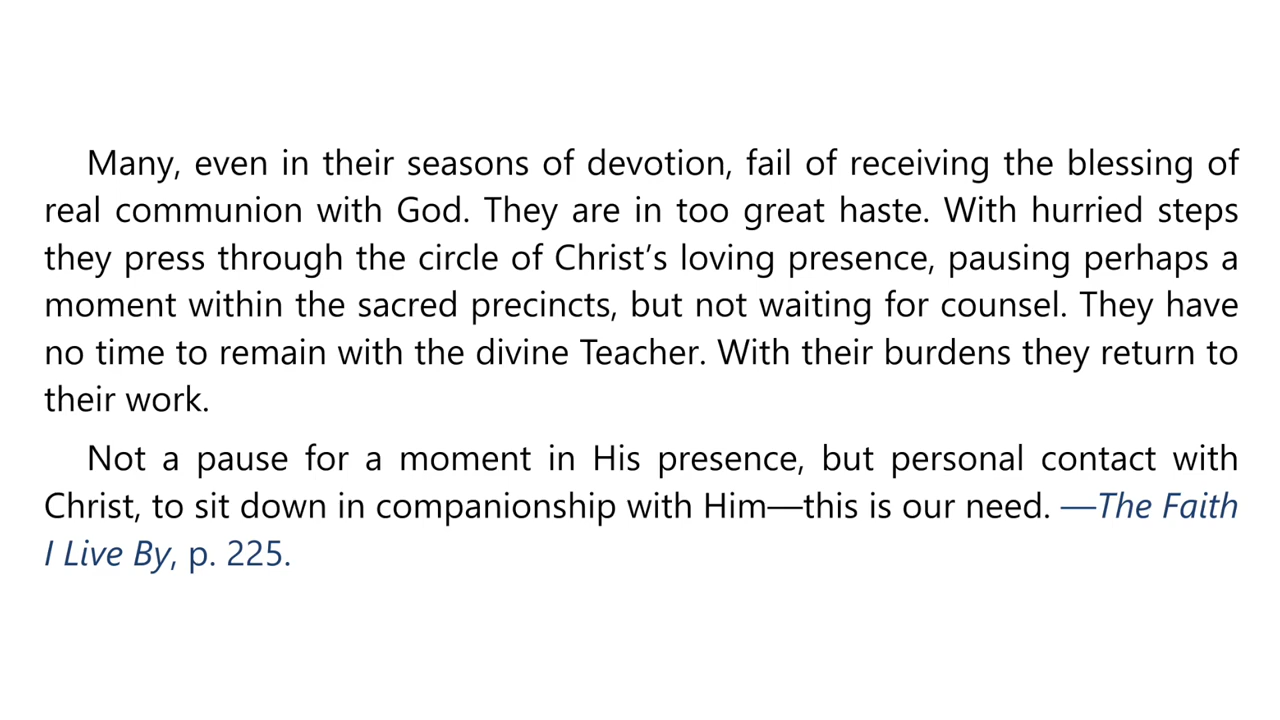 Many, even in their seasons of devotion, fail of receiving the blessing of
real communion with God. They are in too great haste. With hurried steps
they press through the circle of Christ’s loving presence, pausing perhaps a
moment within the sacred precincts, but not waiting for counsel. They have
no time to remain with the divine Teacher. With their burdens they return to
their work.
Not a pause for a moment in His presence, but personal contact with
Christ, to sit down in companionship with Him—this is our need. —The Faith
I Live By, p. 225.